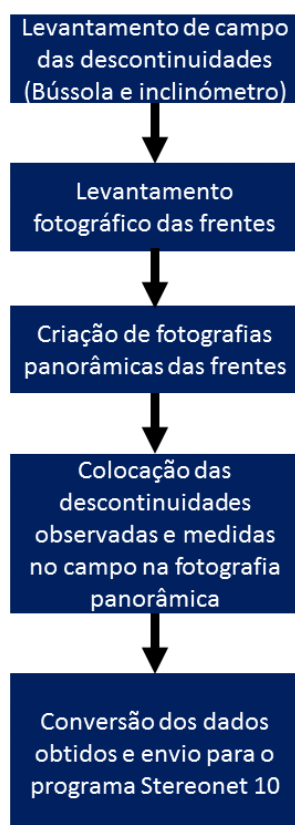 Levantamento de campo
das descontinuidades
(Bússola e inclinómetro)
Levantamento
fotográfico das frentes
Criação de fotografias
panorâmicas das frentes
Colocação das
descontinuidades
observadas e medidas
no campo na fotografia
panorâmica
Conversão dos dados
obtidos e envio para o
programa Stereonet 10